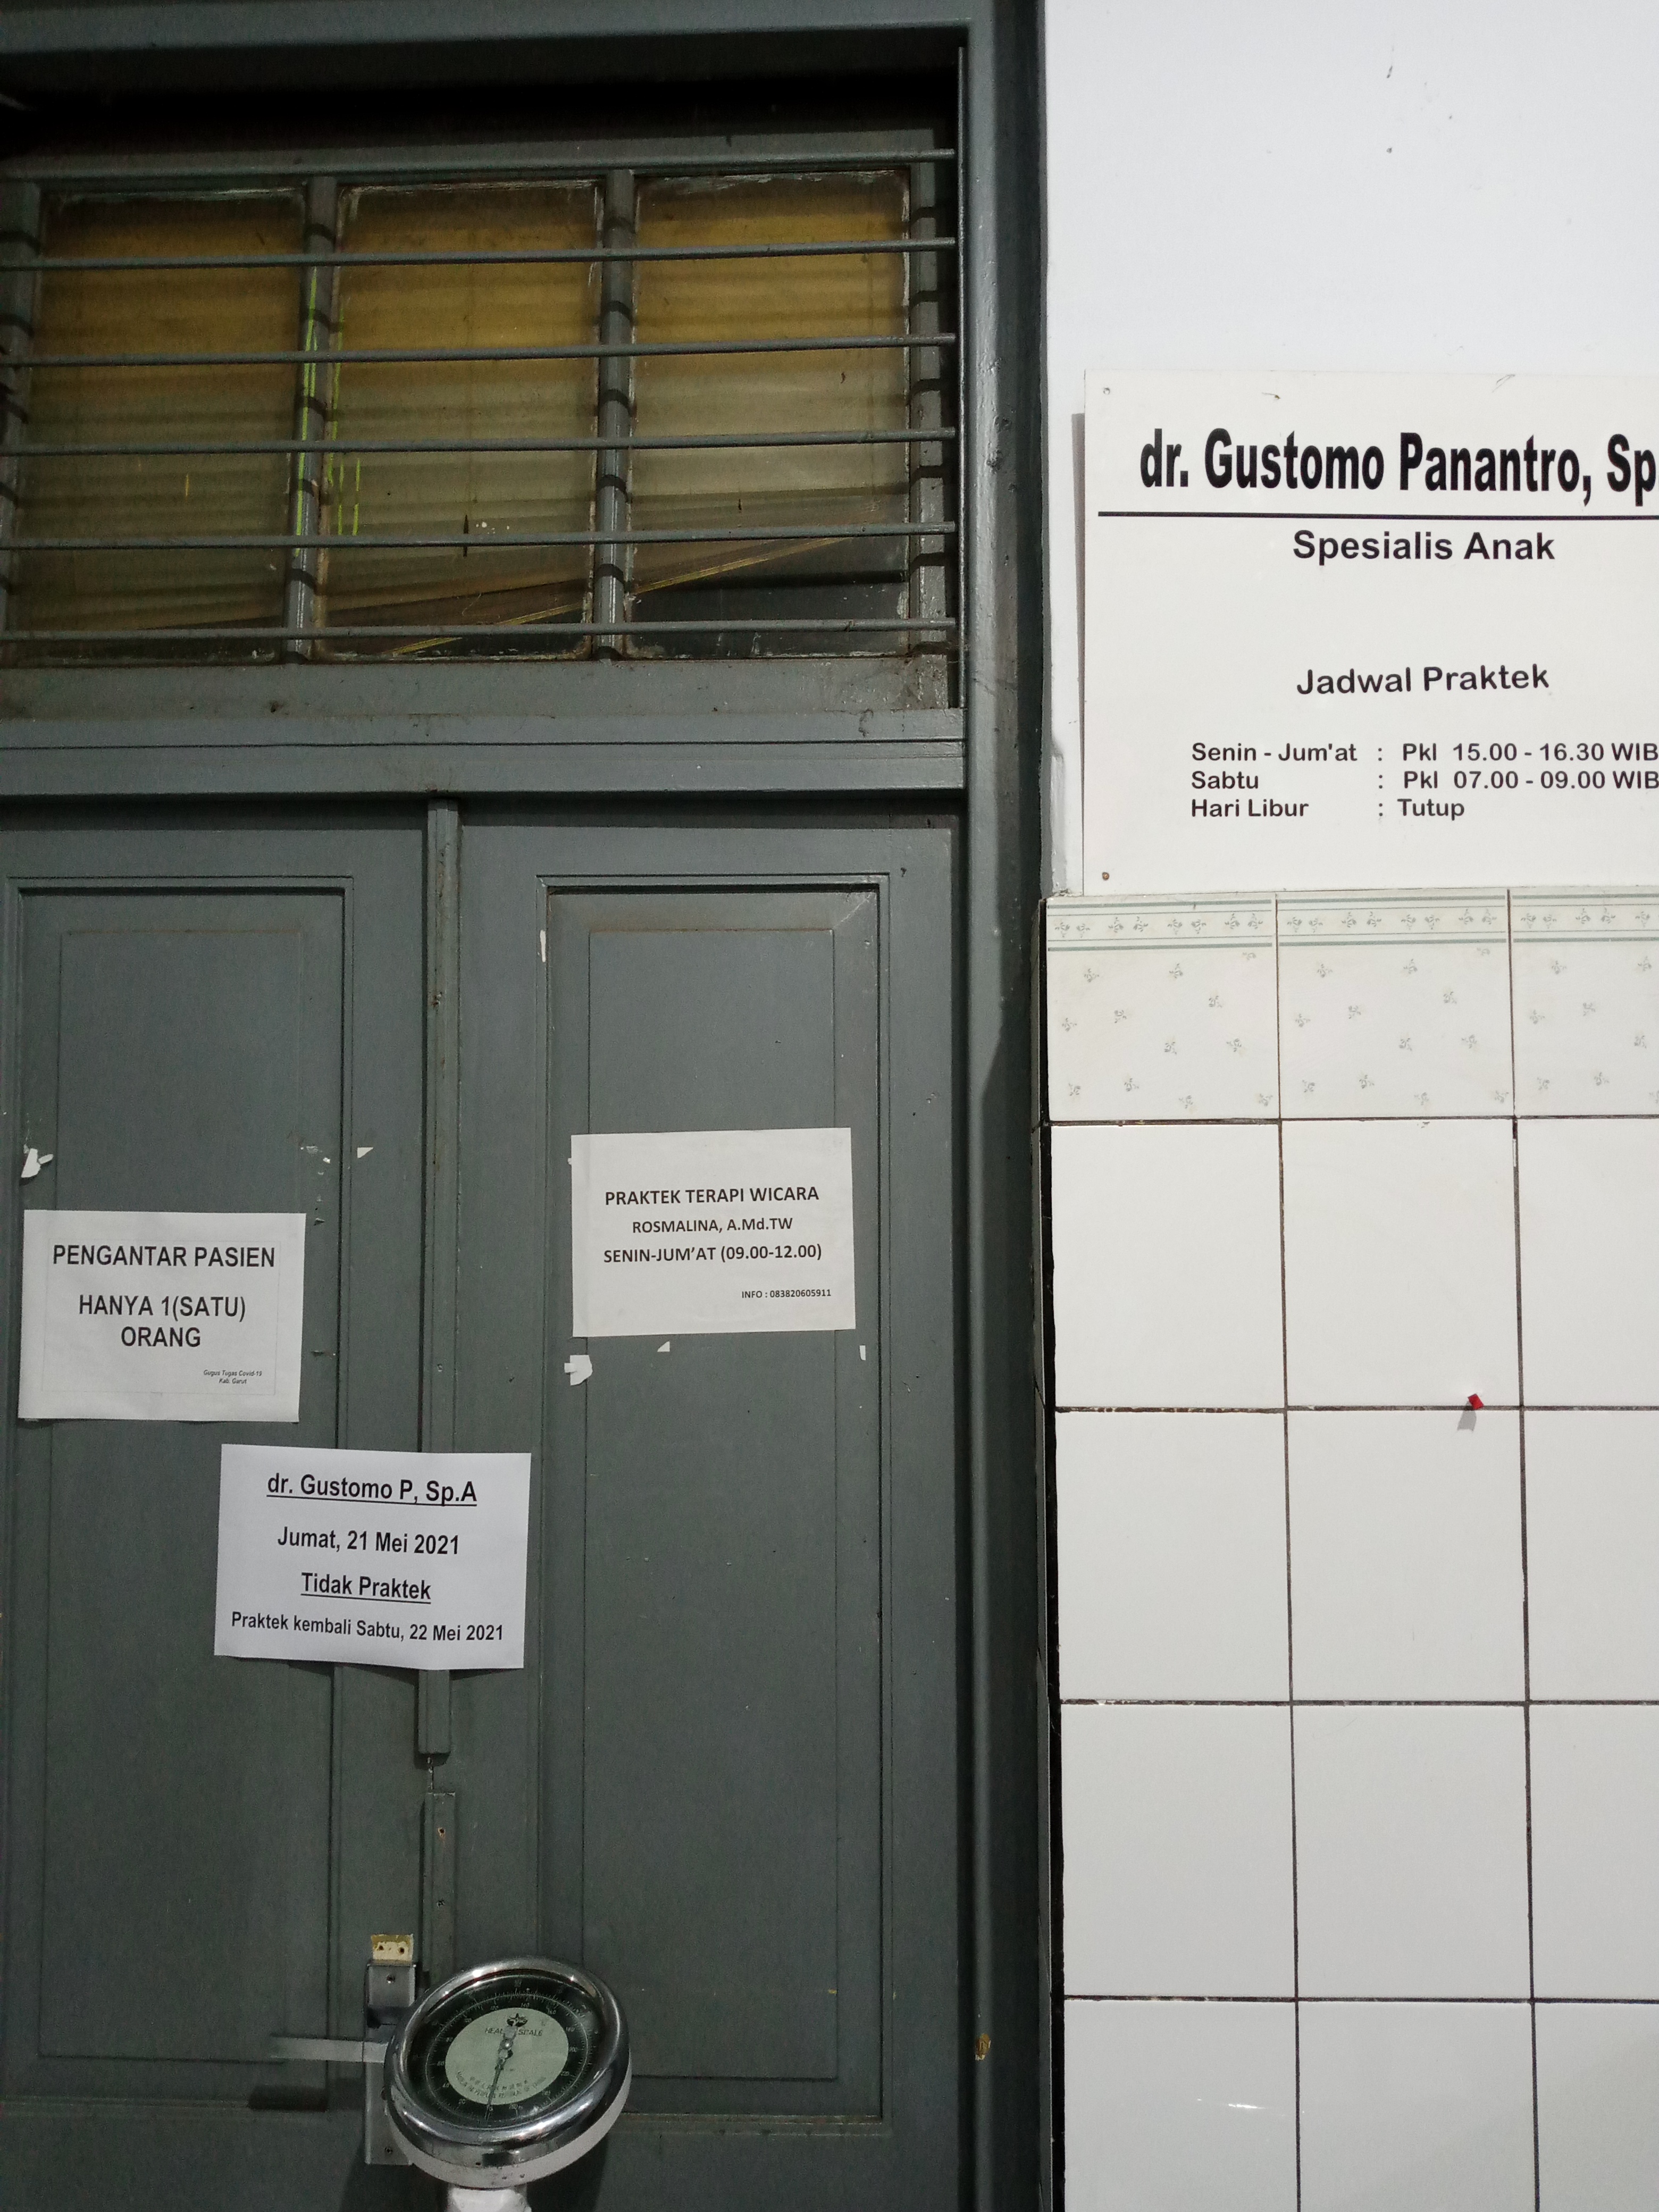 dr. Gustomo Panantro, Sp
Spesialis Anak
Jadwal Praktek
Senin - Jum'at : Pkl 15.00 - 16.30 WIB
Sabtu : Pkl 07.00 - 09.00 WIB
Hari Libur : Tutup
PRAKTEK TERAPI WICARA
ROSMALINA, A.Md.TW
SENIN-JUM'AT (09.00-12.00)
INFO : 083820605911
PENGANTAR PASIEN
HANYA 1(SATU)
ORANG
Gugus Tugas Covid-19
Kab. Garut
dr. Gustomo P, Sp.A
Jumat, 21 Mei 2021
Tidak Praktek
Praktek kembali Sabtu, 22 Mei 2021